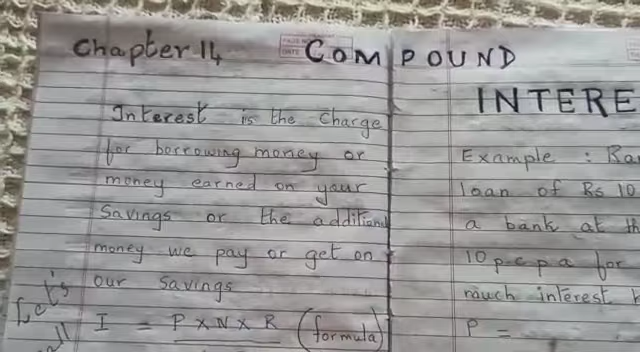 Chapter 14 COMPOUND
INTERE
Interest is the charge
for borrowing money or
money earned on your
Savings or the additional
money we pay or get on
our savings
Let's
I = P x N x R (formula)
Example :
loan of Rs 10
a bank at th
10 p c p a for
much interest
P =